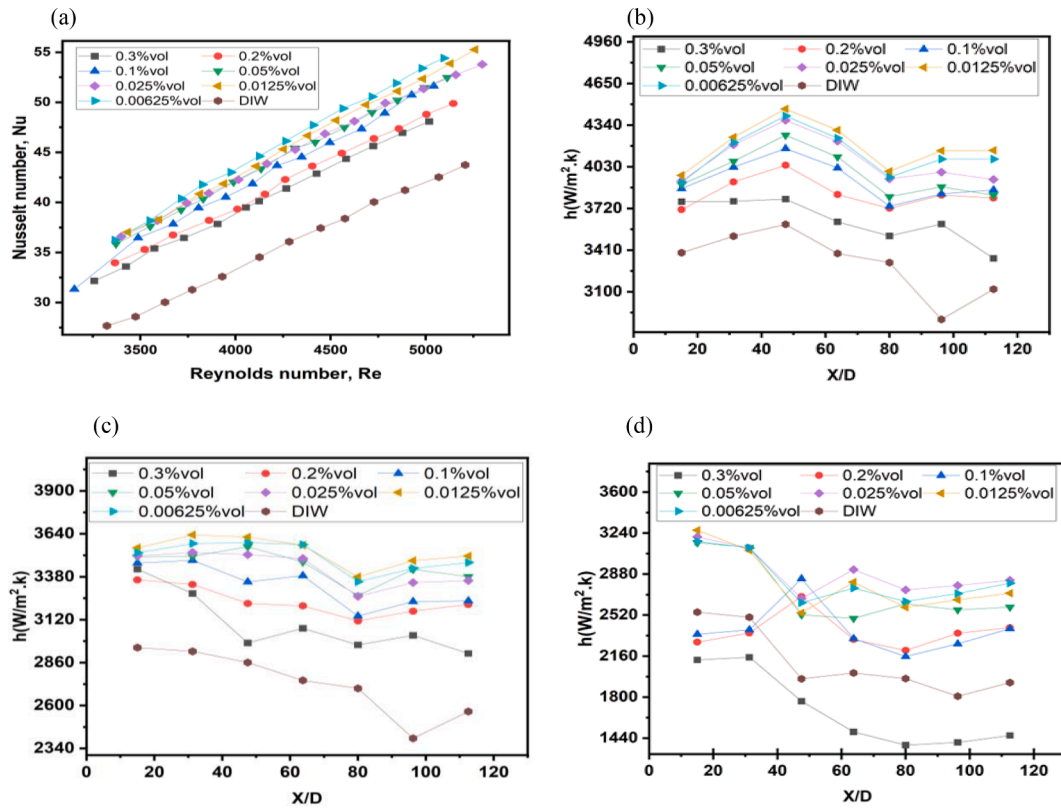 (a)
0.3%vol 0.2%vol
0.1%vol 0.05%vol
0.025%vol 0.0125%vol
0.00625%vol DIW
Nusselt number, Nu
55
50
45
40
35
30
3500 4000 4500 5000
Reynolds number, Re
(b)
0.3%vol 0.2%vol 0.1%vol
0.05%vol 0.025%vol 0.0125%vol
0.00625%vol DIW
h(W/m².k)
4960
4650
4340
4030
3720
3410
3100
0 20 40 60 80 100 120
X/D
(c)
0.3%vol 0.2%vol 0.1%vol
0.05%vol 0.025%vol 0.0125%vol
0.00625%vol DIW
h(W/m².k)
3900
3640
3380
3120
2860
2600
2340
0 20 40 60 80 100 120
X/D
(d)
0.3%vol 0.2%vol 0.1%vol
0.05%vol 0.025%vol 0.0125%vol
0.00625%vol DIW
h(W/m².k)
3600
3240
2880
2520
2160
1800
1440
0 20 40 60 80 100 120
X/D